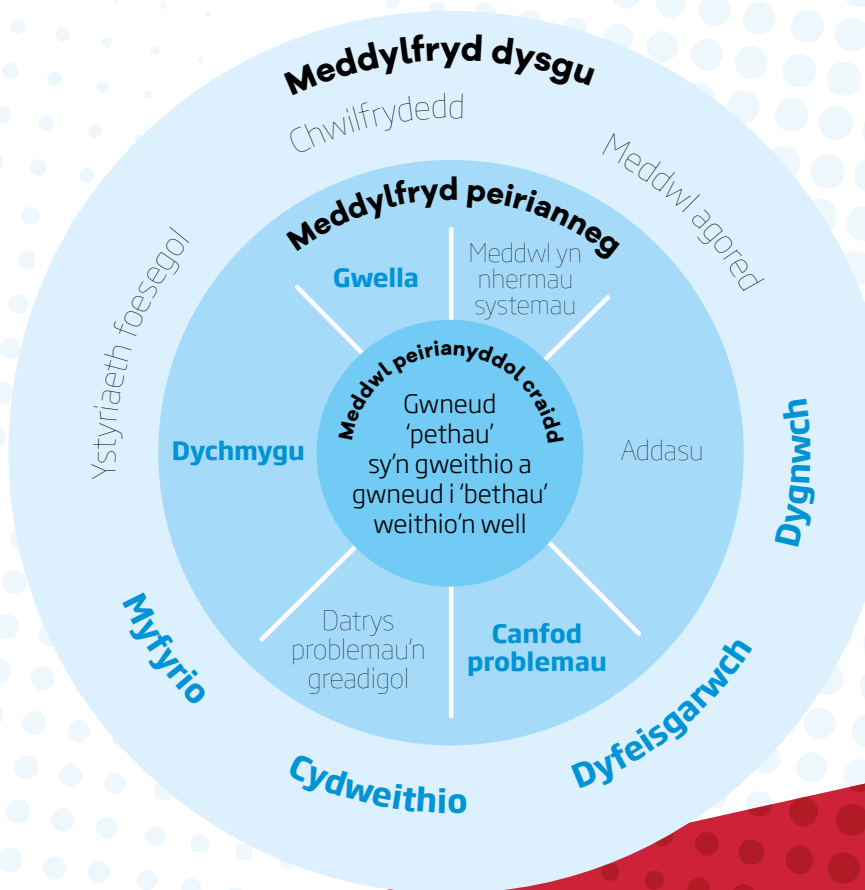 Meddylfryd dysgu
Chwilfrydedd
Meddwl agored
Ystyriaeth foesegol
Dygnwch
Dyfeisgarwch
Cydweithio
Myfyrio
Meddylfryd peirianneg
Gwella
Meddwl yn
nhermau
systemau
Dychmygu
Addasu
Datrys
problemau'n
greadigol
Canfod
problemau
Meddwl peirianyddol craidd
Gwneud
'pethau'
sy'n gweithio a
gwneud i 'bethau'
weithio'n well